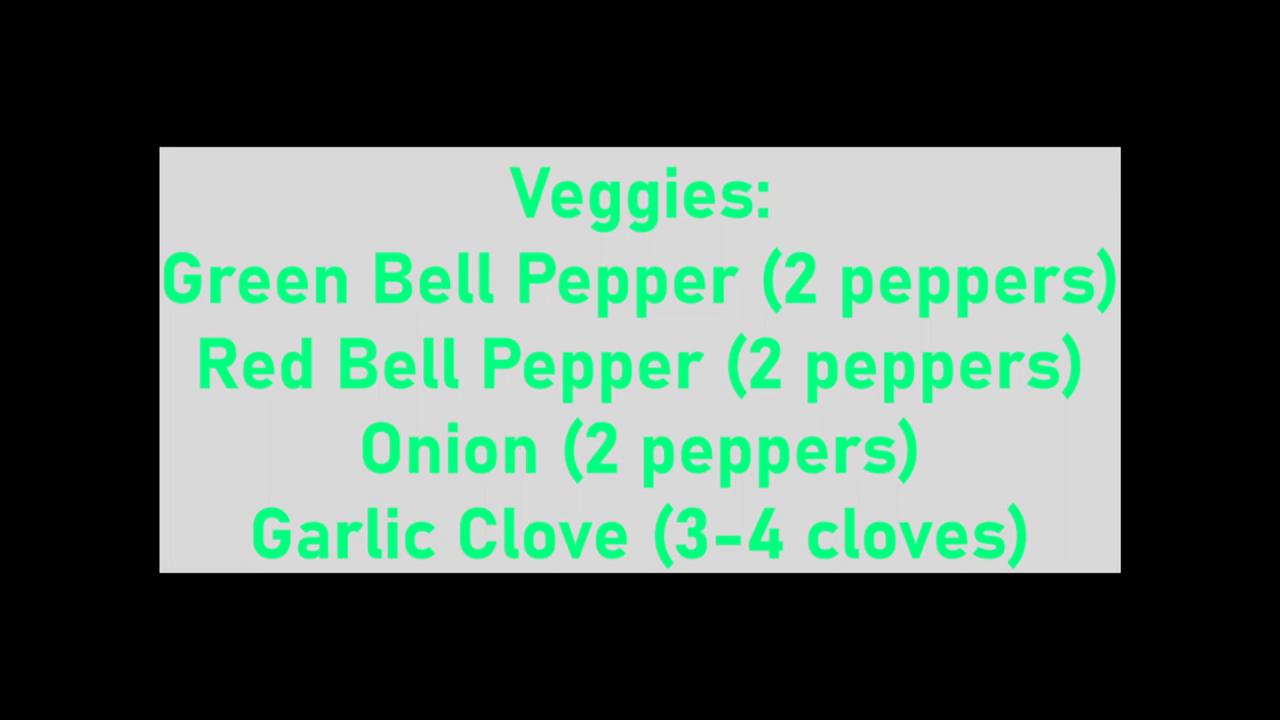 Veggies:
Green Bell Pepper (2 peppers)
Red Bell Pepper (2 peppers)
Onion (2 peppers)
Garlic Clove (3-4 cloves)